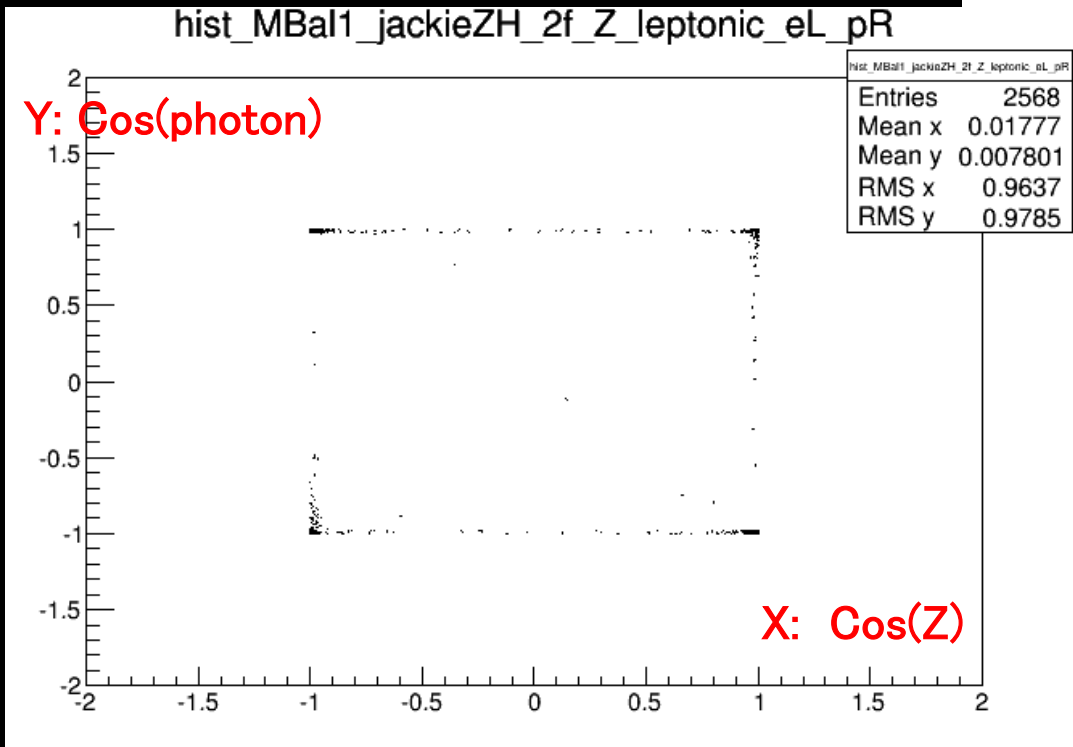 hist_MBal1_jackieZH_2f_Z_leptonic_eL_pR
hist_MBal1_jackieZH_2f_Z_leptonic_eL_pR
Entries 2568
Mean x 0.01777
Mean y 0.007801
RMS x 0.9637
RMS y 0.9785
Y: Cos(photon)
2
1.5
1
0.5
0
-0.5
-1
-1.5
-2
X: Cos(Z)
-2 -1.5 -1 -0.5 0 0.5 1 1.5 2